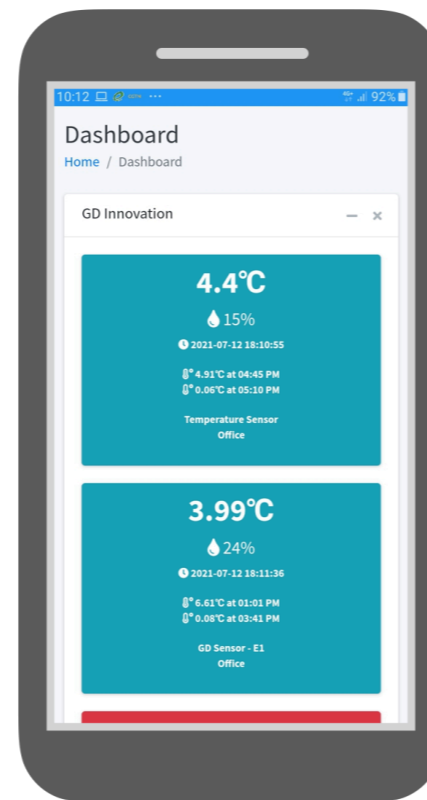 10:12 92%
Dashboard
Home / Dashboard
GD Innovation
4.4℃
15%
2021-07-12 18:10:55
4.91℃ at 04:45 PM
0.06℃ at 05:10 PM
Temperature Sensor
Office
3.99℃
24%
2021-07-12 18:11:36
6.61℃ at 01:01 PM
0.08℃ at 03:41 PM
GD Sensor - E1
Office